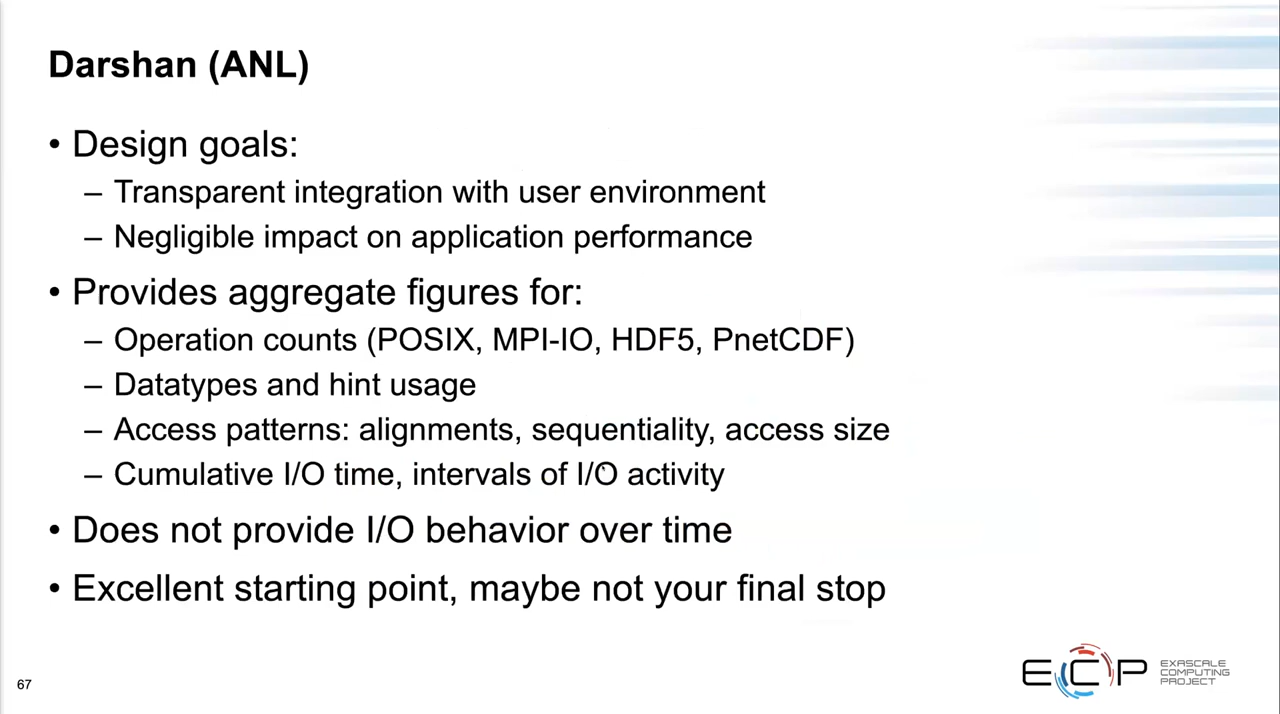 Darshan (ANL)
• Design goals:
– Transparent integration with user environment
– Negligible impact on application performance
• Provides aggregate figures for:
– Operation counts (POSIX, MPI-IO, HDF5, PnetCDF)
– Datatypes and hint usage
– Access patterns: alignments, sequentiality, access size
– Cumulative I/O time, intervals of I/O activity
• Does not provide I/O behavior over time
• Excellent starting point, maybe not your final stop
67
ECP
EXASCALE
COMPUTING
PROJECT